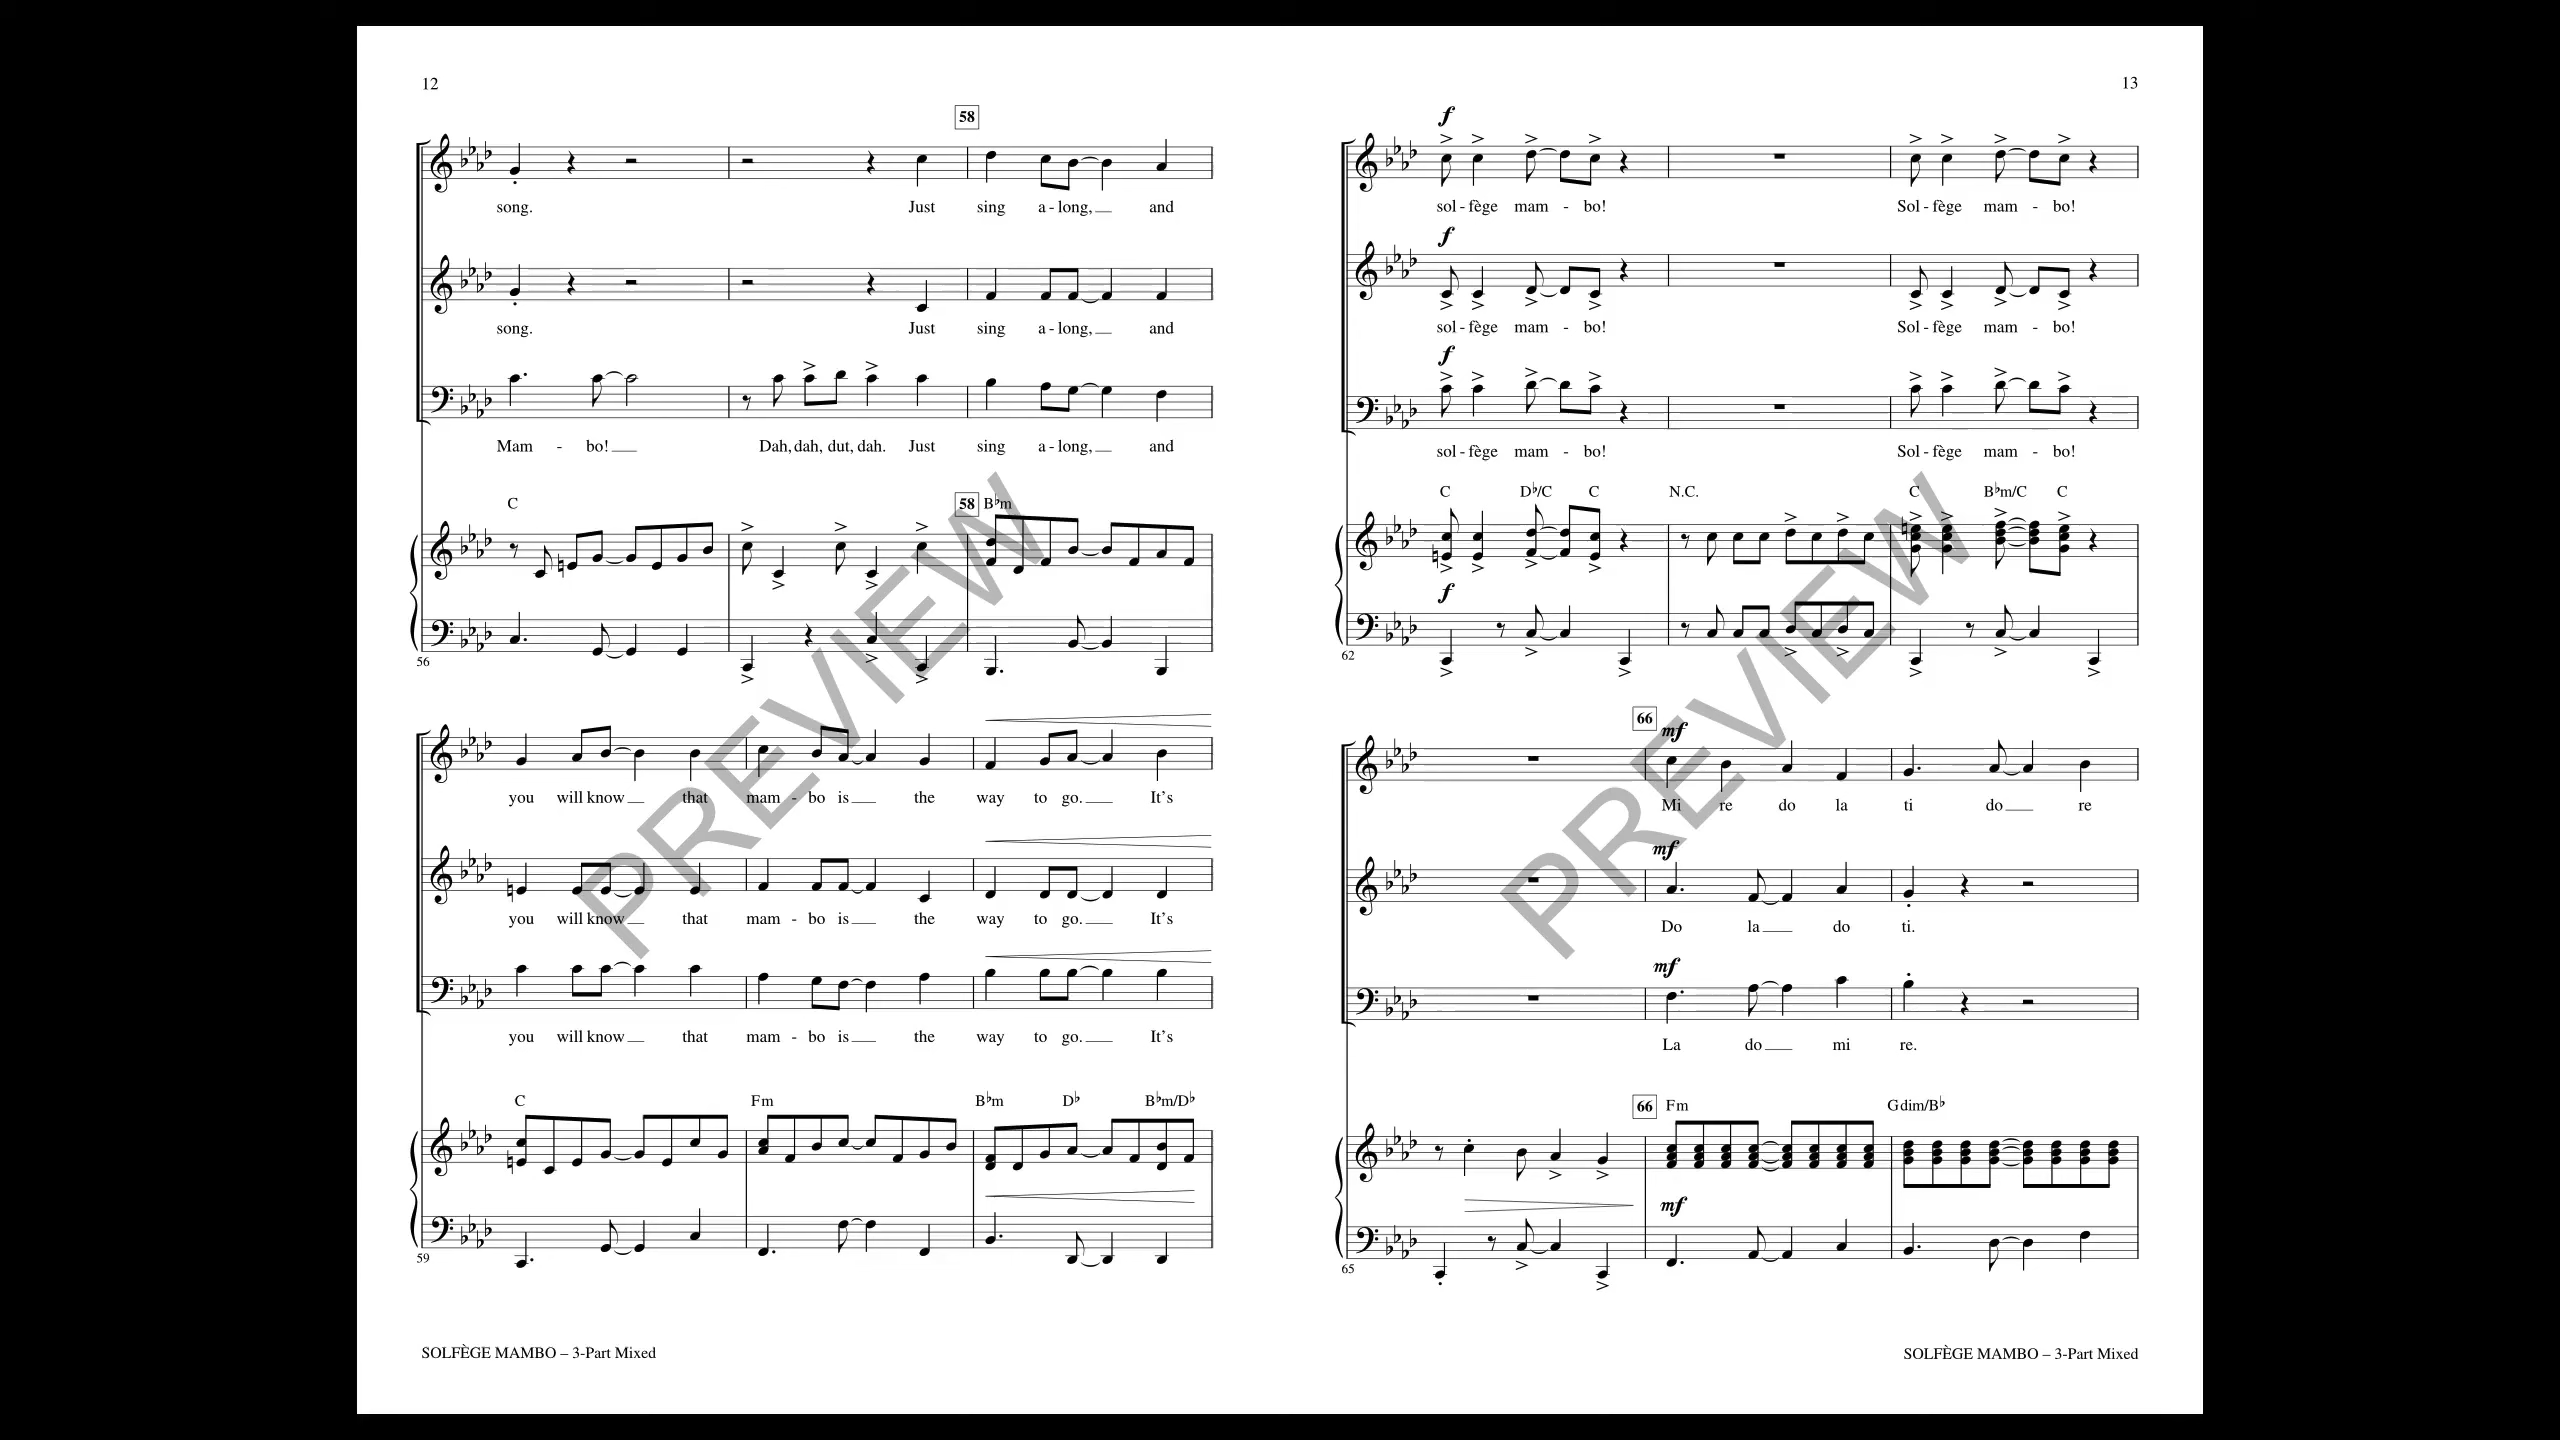 12
58
song. Just sing a - long, and
song. Just sing a - long, and
Mam - bo! Dah, dah, dut, dah. Just sing a - long, and
C 58 B♭m
56
you will know that mam - bo is the way to go. It's
you will know that mam - bo is the way to go. It's
you will know that mam - bo is the way to go. It's
C Fm B♭m D♭ B♭m/D♭
59
SOLFÈGE MAMBO – 3-Part Mixed
PREVIEW
13
f
sol - fège mam - bo! Sol - fège mam - bo!
f
sol - fège mam - bo! Sol - fège mam - bo!
f
sol - fège mam - bo! Sol - fège mam - bo!
C D♭/C C N.C. C B♭m/C C
f
62
66 mf
Mi re do la ti do re
mf
Do la do ti.
mf
La do mi re.
66 Fm Gdim/B♭
mf
65
SOLFÈGE MAMBO – 3-Part Mixed
PREVIEW